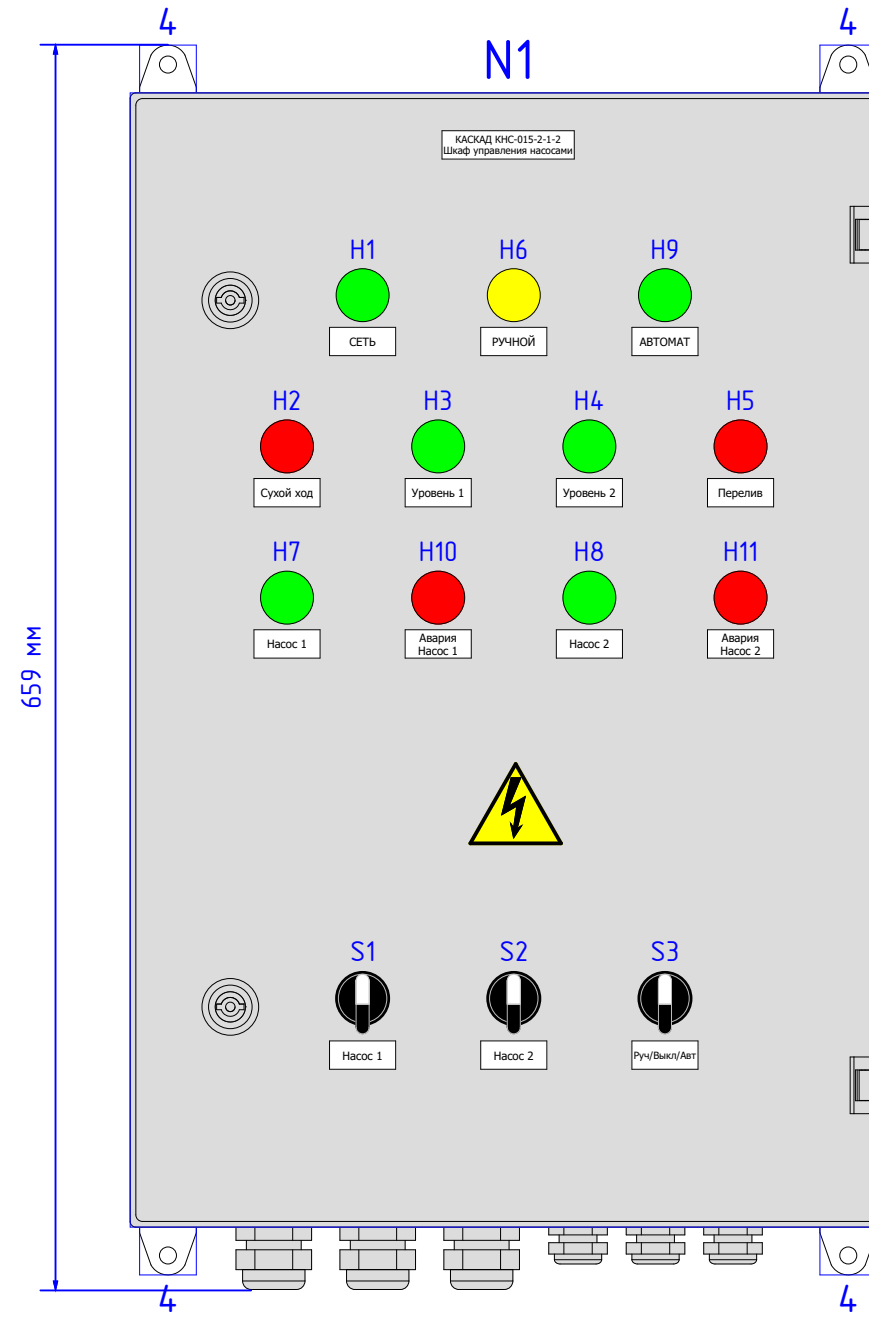 4
4
N1
КАСКАД КНС-015-2-1-2
Шкаф управления насосами
H1
H6
H9
СЕТЬ
РУЧНОЙ
АВТОМАТ
H2
H3
H4
H5
Сухой ход
Уровень 1
Уровень 2
Перелив
H7
H10
H8
H11
Насос 1
Авария
Насос 1
Насос 2
Авария
Насос 2
659 мм
S1
S2
S3
Насос 1
Насос 2
Руч/Выкл/Авт
4
4